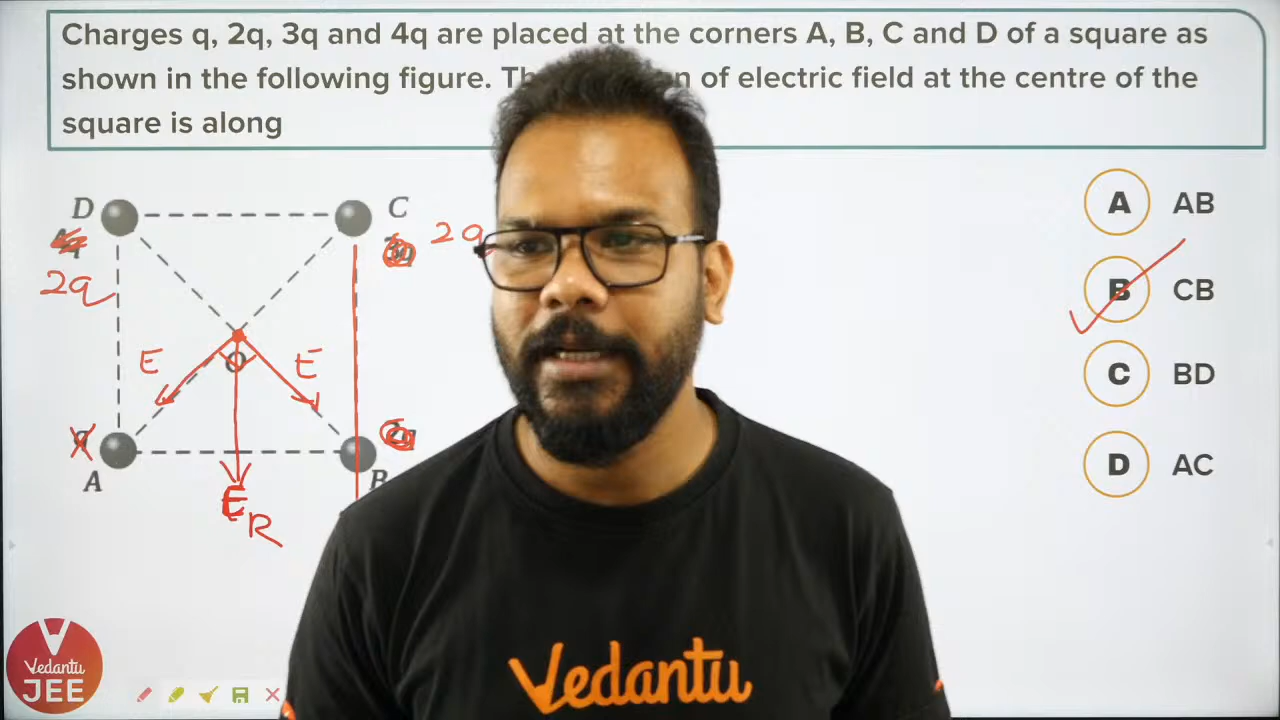 Charges q, 2q, 3q and 4q are placed at the corners A, B, C and D of a square as
shown in the following figure. of electric field at the centre of the
square is along
D C
2q
2q
E O E
A B
E R
A AB
B CB
C BD
D AC
Vedantu
JEE
Vedantu